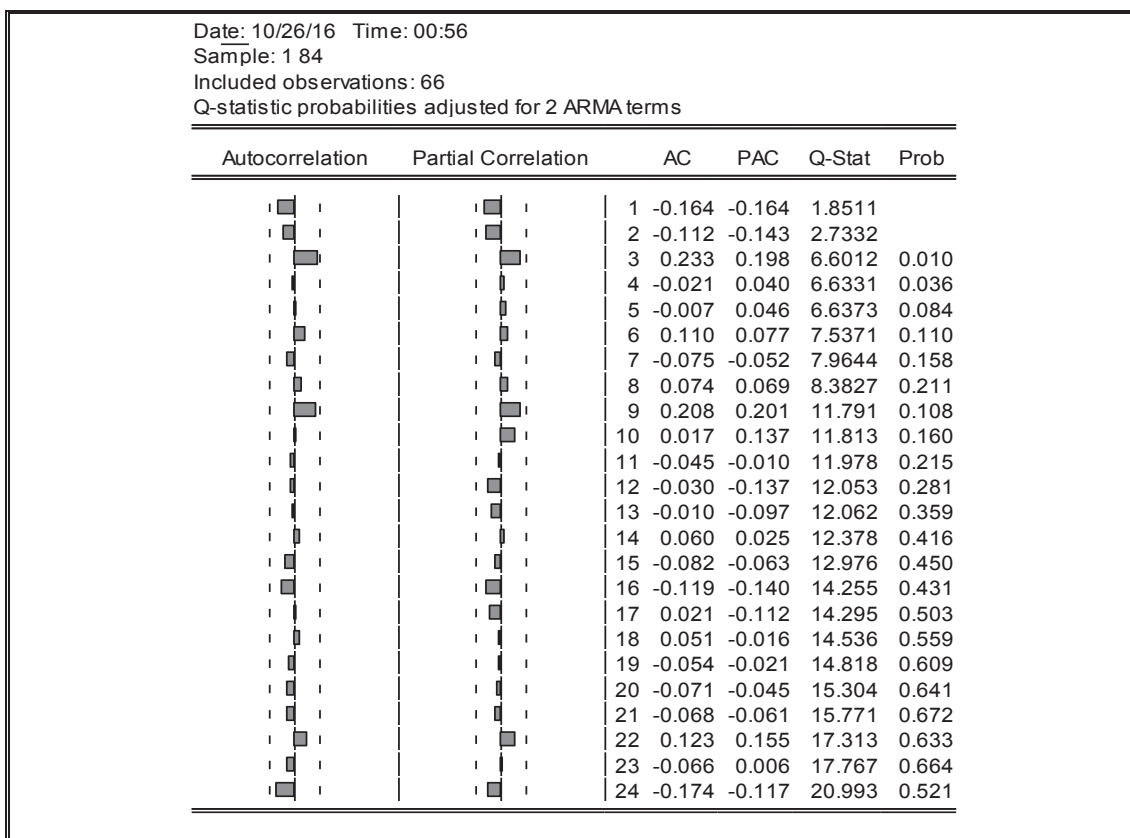 Date: 10/26/16 Time: 00:56
Sample: 1 84
Included observations: 66
Q-statistic probabilities adjusted for 2 ARMA terms
Autocorrelation Partial Correlation AC PAC Q-Stat Prob
1 -0.164 -0.164 1.8511
2 -0.112 -0.143 2.7332
3 0.233 0.198 6.6012 0.010
4 -0.021 0.040 6.6331 0.036
5 -0.007 0.046 6.6373 0.084
6 0.110 0.077 7.5371 0.110
7 -0.075 -0.052 7.9644 0.158
8 0.074 0.069 8.3827 0.211
9 0.208 0.201 11.791 0.108
10 0.017 0.137 11.813 0.160
11 -0.045 -0.010 11.978 0.215
12 -0.030 -0.137 12.053 0.281
13 -0.010 -0.097 12.062 0.359
14 0.060 0.025 12.378 0.416
15 -0.082 -0.063 12.976 0.450
16 -0.119 -0.140 14.255 0.431
17 0.021 -0.112 14.295 0.503
18 0.051 -0.016 14.536 0.559
19 -0.054 -0.021 14.818 0.609
20 -0.071 -0.045 15.304 0.641
21 -0.068 -0.061 15.771 0.672
22 0.123 0.155 17.313 0.633
23 -0.066 0.006 17.767 0.664
24 -0.174 -0.117 20.993 0.521